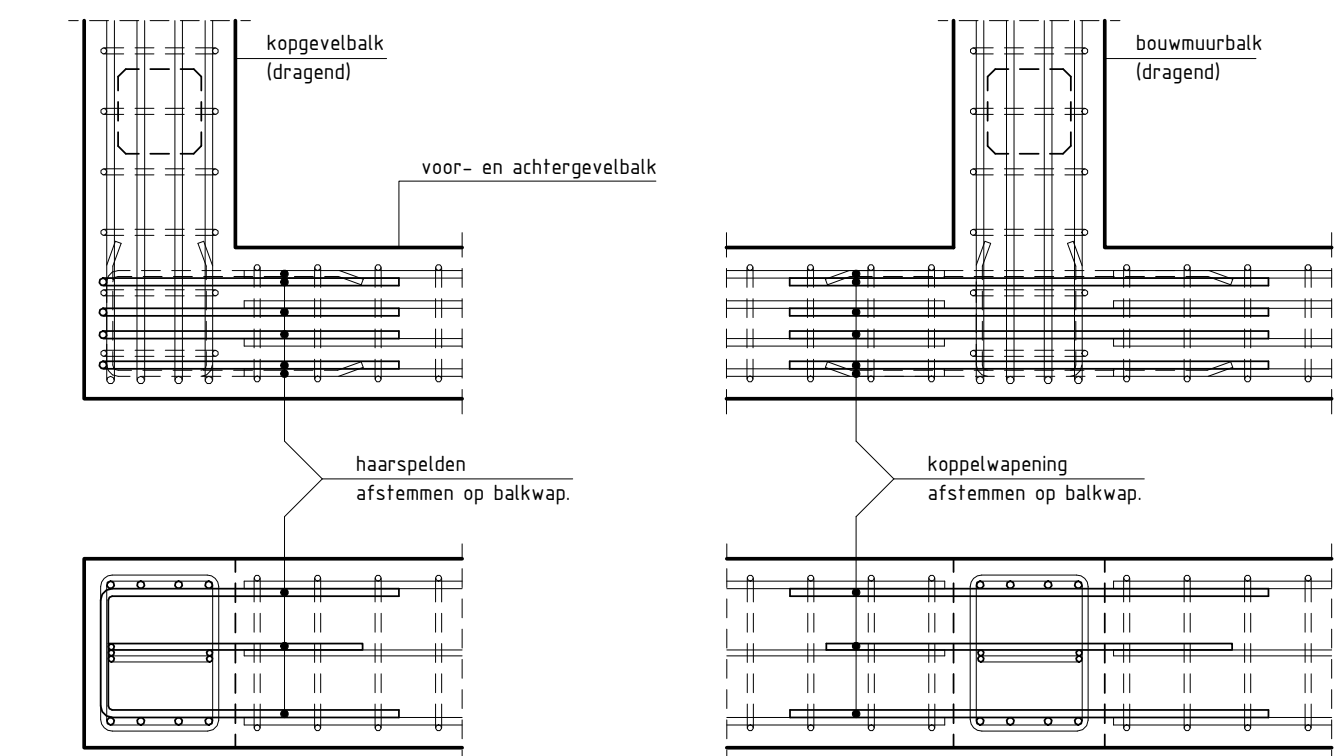 kopgevelbalk
(dragend)
bouwmuurbalk
(dragend)
voor- en achtergevelbalk
haarspelden
afstemmen op balkwap.
koppelwapening
afstemmen op balkwap.